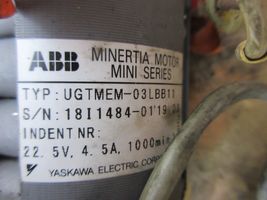 ABB MINERTIA MOTOR
MINI SERIES
TYP: UGTMEM-03LBB11
S/N: 18I1484-01'19
INDENT NR:
22.5V, 4.5A, 1000min
YASKAWA ELECTRIC